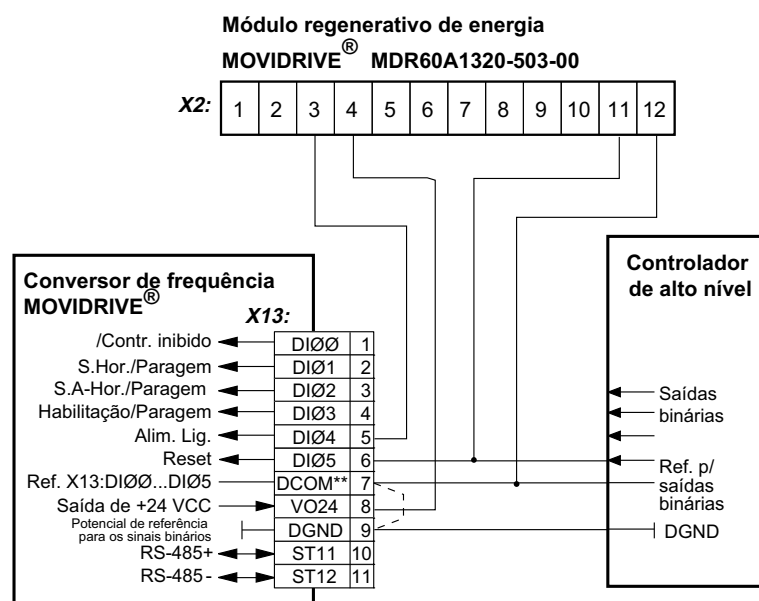 Módulo regenerativo de energia
MOVIDRIVE® MDR60A1320-503-00
X2: 1 2 3 4 5 6 7 8 9 10 11 12
Conversor de frequência
MOVIDRIVE®
X13:
/Contr. inibido DIØØ 1
S.Hor./Paragem DIØ1 2
S.A-Hor./Paragem DIØ2 3
Habilitação/Paragem DIØ3 4
Alim. Lig. DIØ4 5
Reset DIØ5 6
Ref. X13:DIØØ...DIØ5 DCOM** 7
Saída de +24 VCC VO24 8
Potencial de referência
para os sinais binários
DGND 9
RS-485+ ST11 10
RS-485- ST12 11
Controlador
de alto nível
Saídas
binárias
Ref. p/
saídas
binárias
DGND